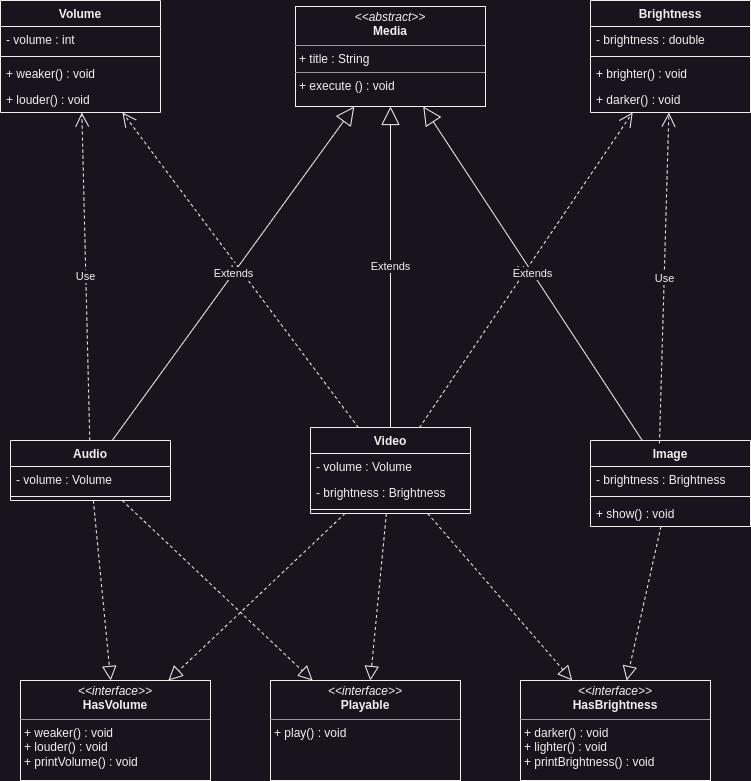 Volume
- volume : int
+ weaker() : void
+ louder() : void
<<abstract>>
Media
+ title : String
+ execute () : void
Brightness
- brightness : double
+ brighter() : void
+ darker() : void
Use
Extends
Extends
Extends
Use
Audio
- volume : Volume
Video
- volume : Volume
- brightness : Brightness
Image
- brightness : Brightness
+ show() : void
<<interface>>
HasVolume
+ weaker() : void
+ louder() : void
+ printVolume() : void
<<interface>>
Playable
+ play() : void
<<interface>>
HasBrightness
+ darker() : void
+ lighter() : void
+ printBrightness() : void